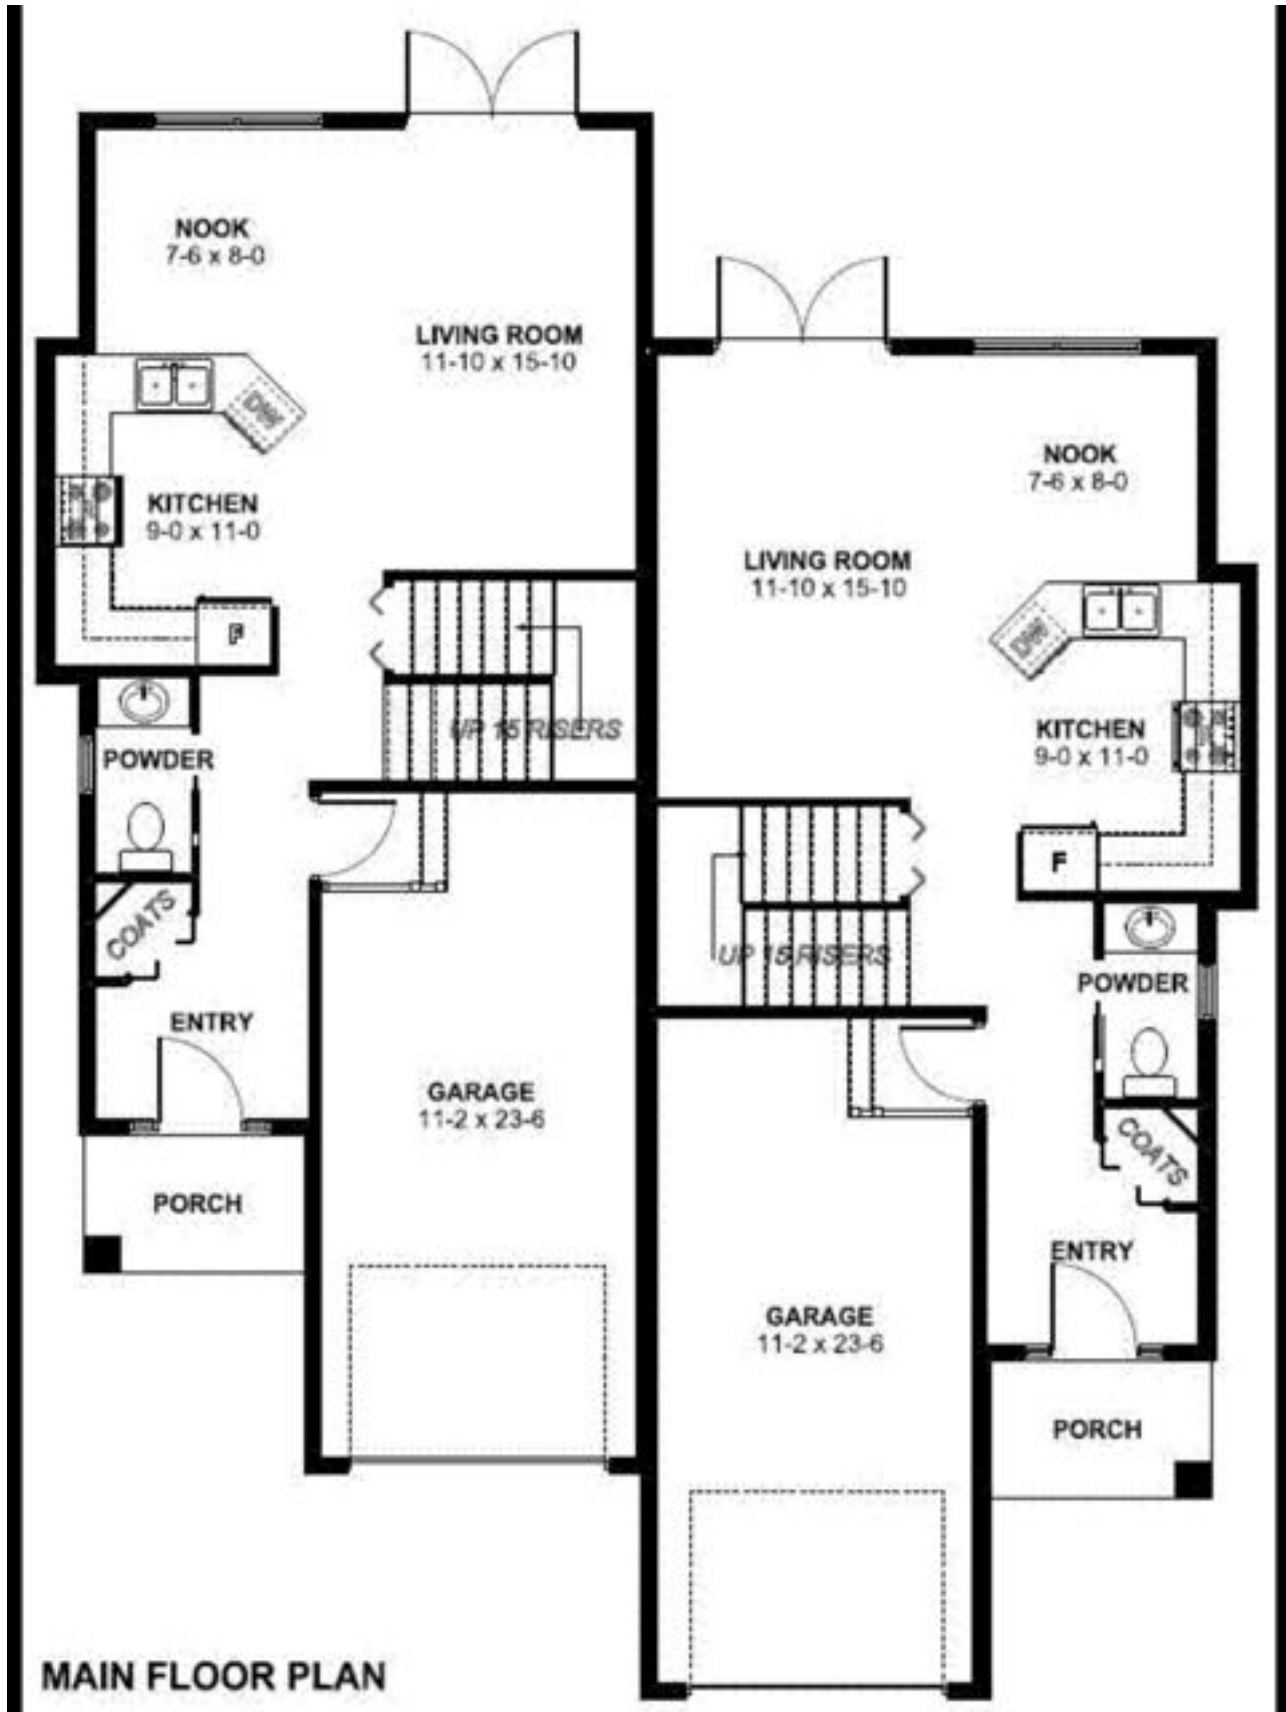 NOOK
7-6 x 8-0
LIVING ROOM
11-10 x 15-10
DW
KITCHEN
9-0 x 11-0
F
UP 15 RISERS
POWDER
COATS
ENTRY
GARAGE
11-2 x 23-6
PORCH
NOOK
7-6 x 8-0
LIVING ROOM
11-10 x 15-10
DW
KITCHEN
9-0 x 11-0
F
UP 15 RISERS
POWDER
COATS
ENTRY
GARAGE
11-2 x 23-6
PORCH
MAIN FLOOR PLAN